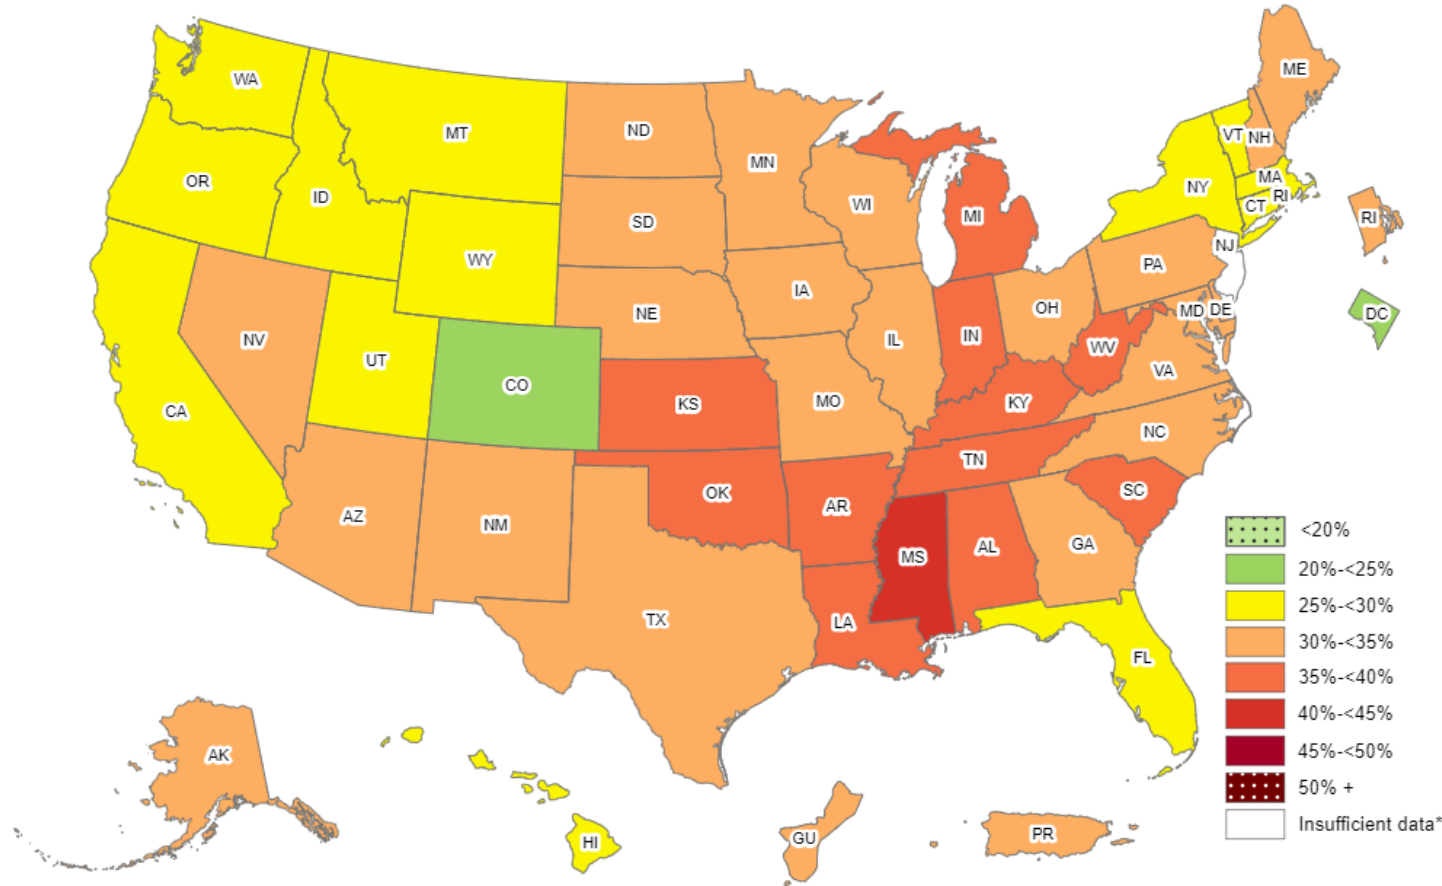 ME
WA
MT
ND
MN
VT
NH
OR
ID
SD
WI
MI
NY
MA
RI
CT
RI
WY
NJ
PA
IA
NE
OH
MD
DE
DC
NV
UT
CO
IL
IN
WV
VA
CA
KS
MO
KY
NC
TN
OK
AR
SC
AZ
NM
MS
AL
GA
TX
LA
FL
<20%
20%-<25%
25%-<30%
30%-<35%
35%-<40%
40%-<45%
45%-<50%
50% +
Insufficient data*
AK
HI
GU
PR